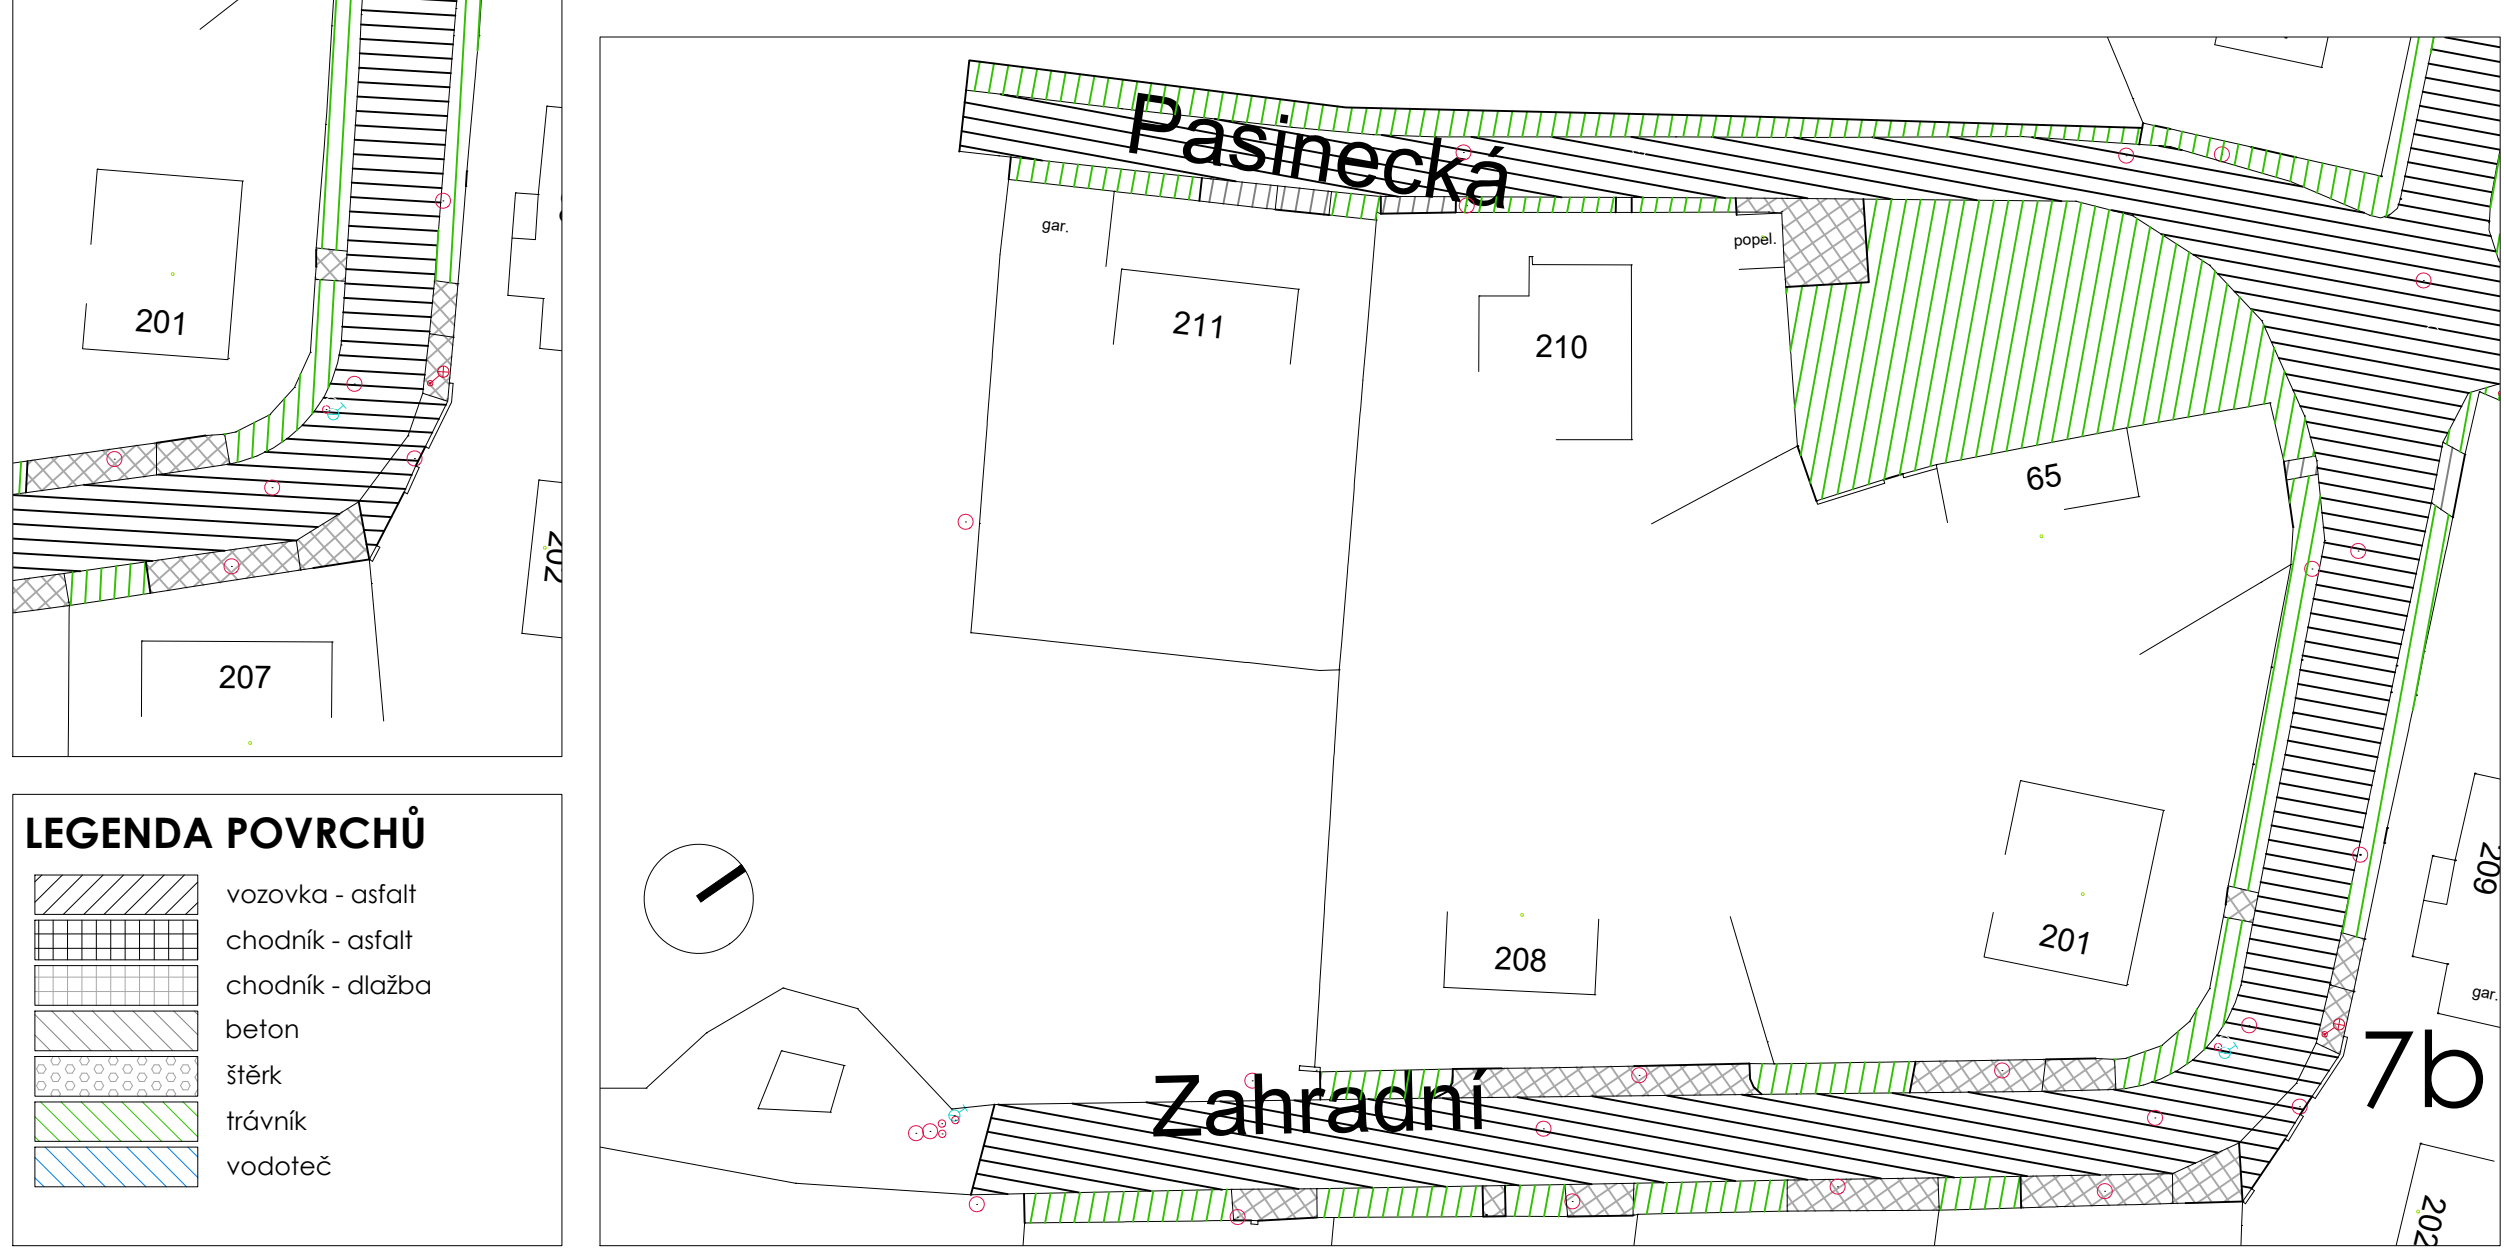 201
207
202
LEGENDA POVRCHŮ
vozovka - asfalt
chodník - asfalt
chodník - dlažba
beton
štěrk
trávník
vodoteč
Pasinecká
gar.
popel.
211
210
65
208
201
209
gar.
Zahradní
7b
202